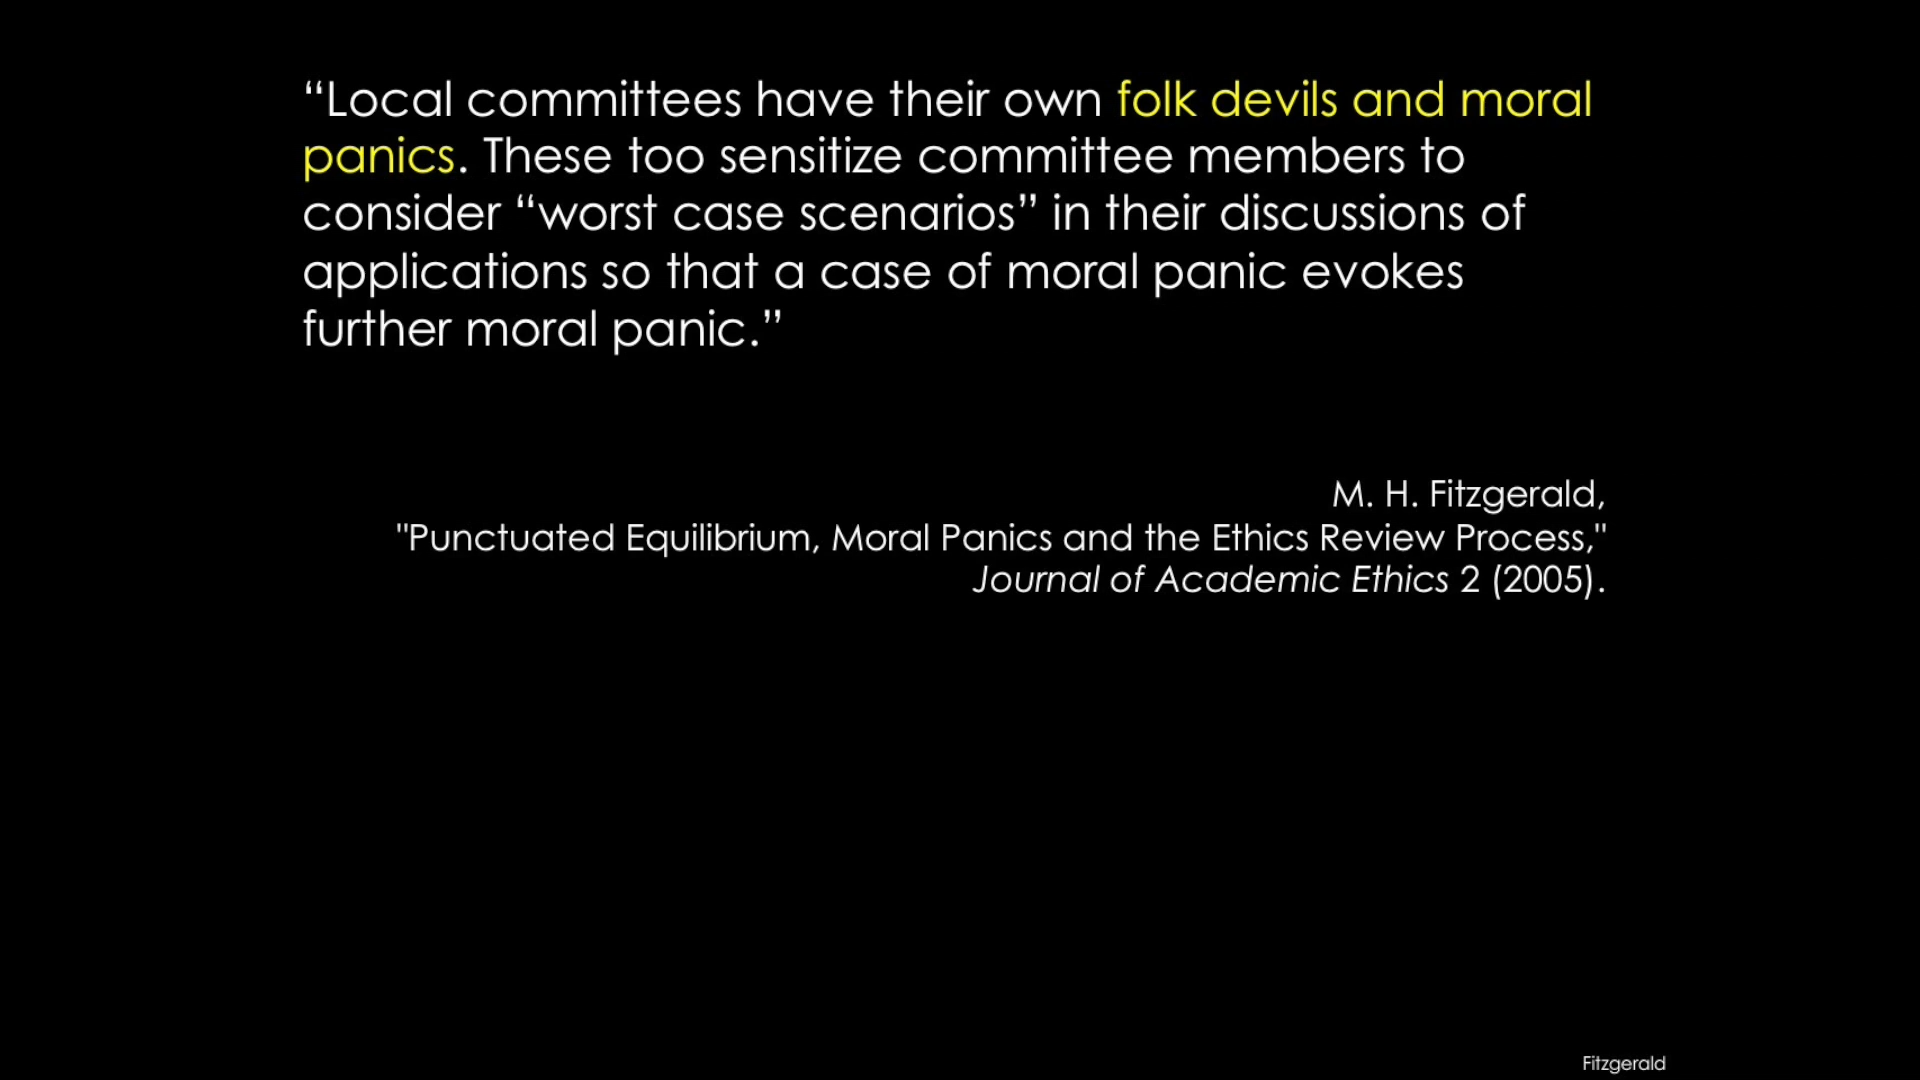 “Local committees have their own folk devils and moral
panics. These too sensitize committee members to
consider “worst case scenarios” in their discussions of
applications so that a case of moral panic evokes
further moral panic.”
M. H. Fitzgerald,
"Punctuated Equilibrium, Moral Panics and the Ethics Review Process,"
Journal of Academic Ethics 2 (2005).
Fitzgerald